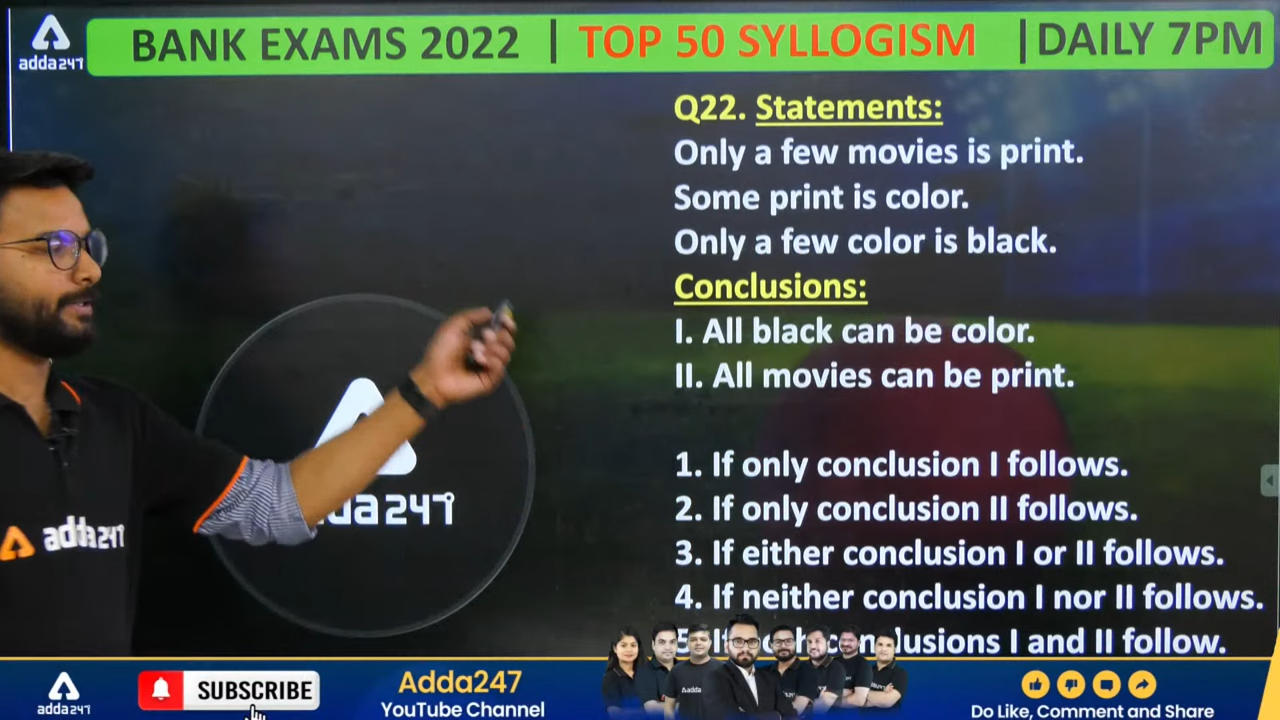 BANK EXAMS 2022 | TOP 50 SYLLOGISM | DAILY 7PM
adda247
Q22. Statements:
Only a few movies is print.
Some print is color.
Only a few color is black.
Conclusions:
I. All black can be color.
II. All movies can be print.
1. If only conclusion I follows.
2. If only conclusion II follows.
3. If either conclusion I or II follows.
4. If neither conclusion I nor II follows.
I and II follow.
adda247
247
adda247
SUBSCRIBE
Adda247
YouTube Channel
Do Like, Comment and Share